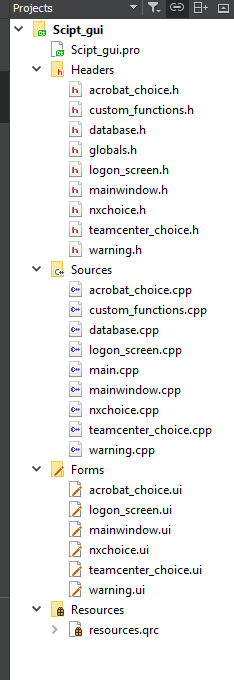 Projects
Scipt_gui
Scipt_gui.pro
Headers
acrobat_choice.h
custom_functions.h
database.h
globals.h
logon_screen.h
mainwindow.h
nxchoice.h
teamcenter_choice.h
warning.h
Sources
acrobat_choice.cpp
custom_functions.cpp
database.cpp
logon_screen.cpp
main.cpp
mainwindow.cpp
nxchoice.cpp
teamcenter_choice.cpp
warning.cpp
Forms
acrobat_choice.ui
logon_screen.ui
mainwindow.ui
nxchoice.ui
teamcenter_choice.ui
warning.ui
Resources
resources.qrc